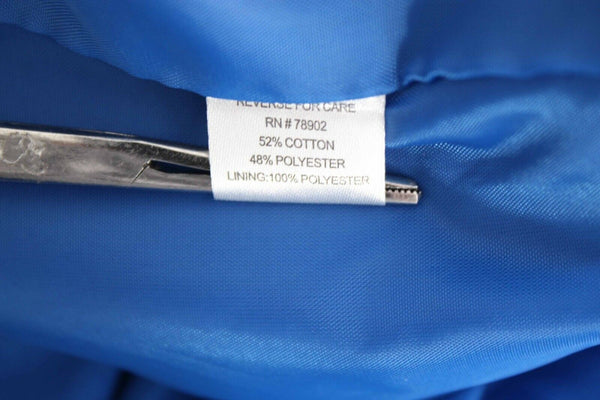 REVERSE FOR CARE
RN # 78902
52% COTTON
48% POLYESTER
LINING:100% POLYESTER